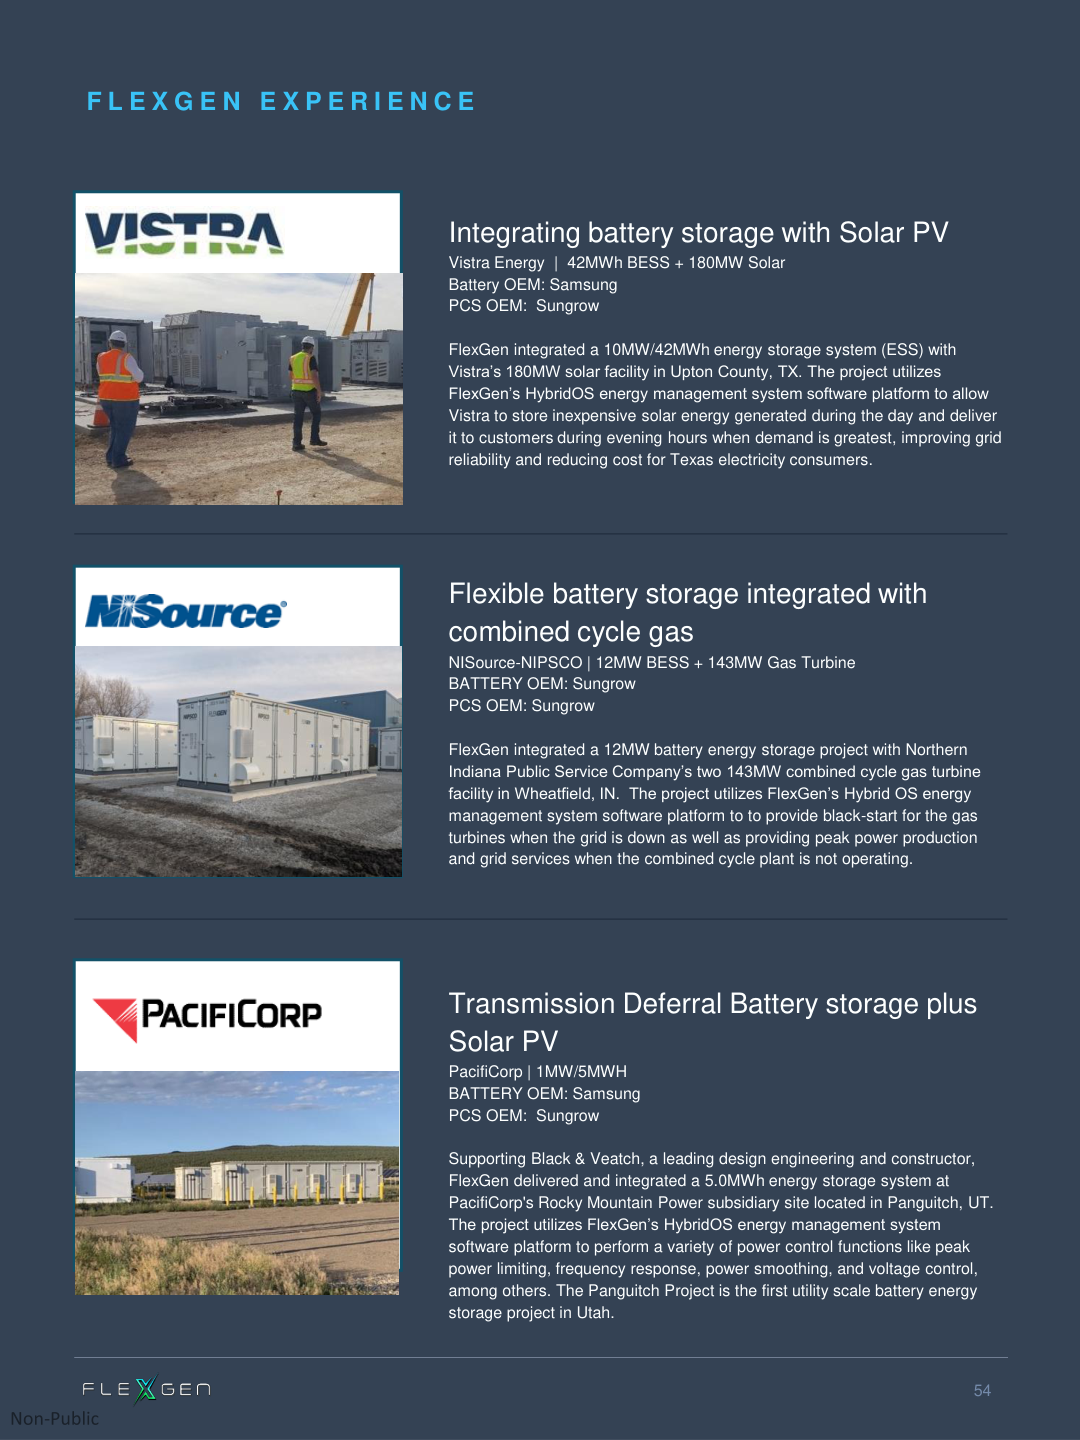 FLEXGEN EXPERIENCE
VISTRA
Integrating battery storage with Solar PV
Vistra Energy | 42MWh BESS + 180MW Solar
Battery OEM: Samsung
PCS OEM: Sungrow
FlexGen integrated a 10MW/42MWh energy storage system (ESS) with
Vistra's 180MW solar facility in Upton County, TX. The project utilizes
FlexGen's HybridOS energy management system software platform to allow
Vistra to store inexpensive solar energy generated during the day and deliver
it to customers during evening hours when demand is greatest, improving grid
reliability and reducing cost for Texas electricity consumers.
NiSource®
Flexible battery storage integrated with
combined cycle gas
NISource-NIPSCO | 12MW BESS + 143MW Gas Turbine
BATTERY OEM: Sungrow
PCS OEM: Sungrow
FlexGen integrated a 12MW battery energy storage project with Northern
Indiana Public Service Company's two 143MW combined cycle gas turbine
facility in Wheatfield, IN. The project utilizes FlexGen's Hybrid OS energy
management system software platform to to provide black-start for the gas
turbines when the grid is down as well as providing peak power production
and grid services when the combined cycle plant is not operating.
PACIFICORP
Transmission Deferral Battery storage plus
Solar PV
PacifiCorp | 1MW/5MWH
BATTERY OEM: Samsung
PCS OEM: Sungrow
Supporting Black & Veatch, a leading design engineering and constructor,
FlexGen delivered and integrated a 5.0MWh energy storage system at
PacifiCorp's Rocky Mountain Power subsidiary site located in Panguitch, UT.
The project utilizes FlexGen's HybridOS energy management system
software platform to perform a variety of power control functions like peak
power limiting, frequency response, power smoothing, and voltage control,
among others. The Panguitch Project is the first utility scale battery energy
storage project in Utah.
FLEXGEN
54
Non-Public